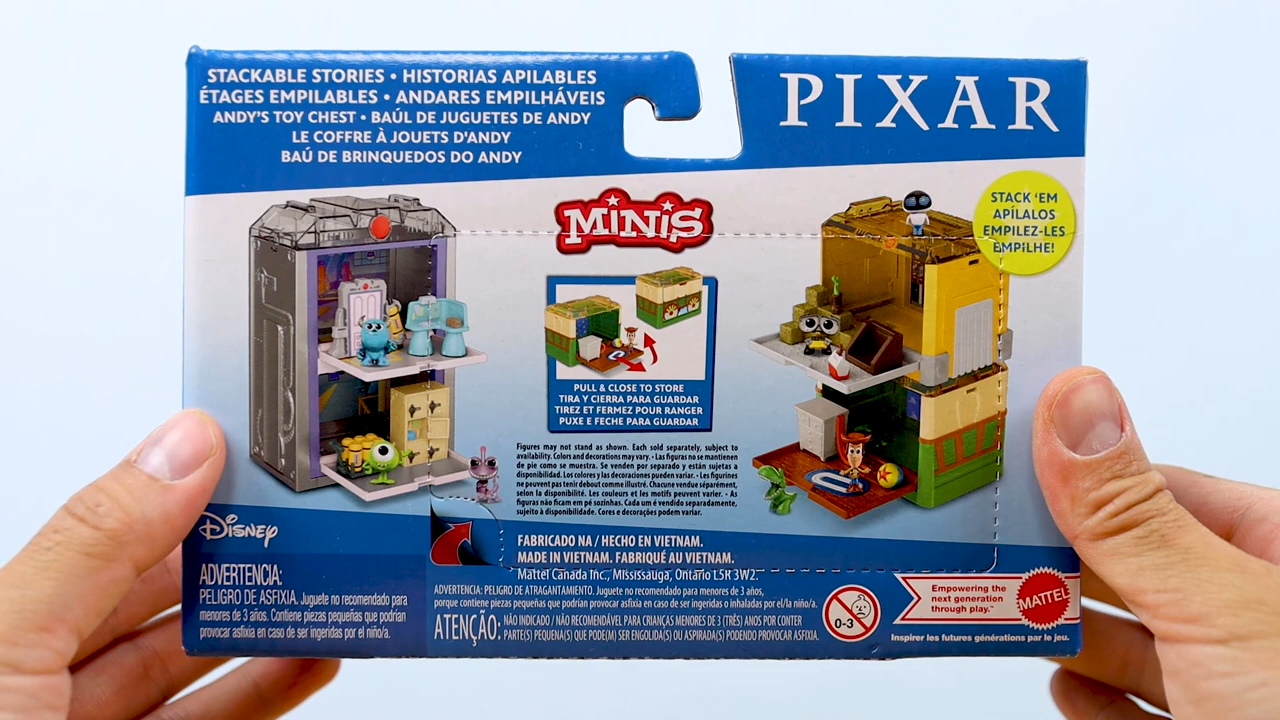 STACKABLE STORIES • HISTORIAS APILABLES
ÉTAGES EMPILABLES • ANDARES EMPILHÁVEIS
ANDY'S TOY CHEST • BAÚL DE JUGUETES DE ANDY
LE COFFRE À JOUETS D'ANDY
BAÚ DE BRINQUEDOS DO ANDY
PIXAR
MINIS
STACK 'EM
APÍLALOS
EMPILEZ-LES
EMPILHE!
PULL & CLOSE TO STORE
TIRA Y CIERRA PARA GUARDAR
TIREZ ET FERMEZ POUR RANGER
PUXE E FECHE PARA GUARDAR
Figures may not stand as shown. Each sold separately, subject to
availability. Colors and decorations may vary. • Las figuras no se mantienen
de pie como se muestra. Se venden por separado y están sujetas a
disponibilidad. Los colores y las decoraciones pueden variar. • Les figurines
ne peuvent pas tenir debout comme illustré. Chacune vendue séparément,
selon la disponibilité. Les couleurs et les motifs peuvent varier. • As
figuras não ficam em pé sozinhas. Cada um é vendido separadamente,
sujeito à disponibilidade. Cores e decorações podem variar.
Disney
FABRICADO NA / HECHO EN VIETNAM.
MADE IN VIETNAM. FABRIQUÉ AU VIETNAM.
Mattel Canada Inc., Mississauga, Ontario L5R 3W2.
ADVERTENCIA:
PELIGRO DE ASFIXIA. Juguete no recomendado para
menores de 3 años. Contiene piezas pequeñas que podrían
provocar asfixia en caso de ser ingeridas por el/la niño/a.
ADVERTENCIA: PELIGRO DE ATRAGANTAMIENTO. Juguete no recomendado para menores de 3 años,
porque contiene piezas pequeñas que podrían provocar asfixia en caso de ser ingeridas o inhaladas por el/la niño/a.
ATENÇÃO: NÃO INDICADO / NÃO RECOMENDÁVEL PARA CRIANÇAS MENORES DE 3 (TRÊS) ANOS POR CONTER
PARTE(S) PEQUENA(S) QUE PODE(M) SER ENGOLIDA(S) OU ASPIRADA(S) PODENDO PROVOCAR ASFIXIA.
0-3
Empowering the
next generation
through play.™
MATTEL
Inspirer les futures générations par le jeu.